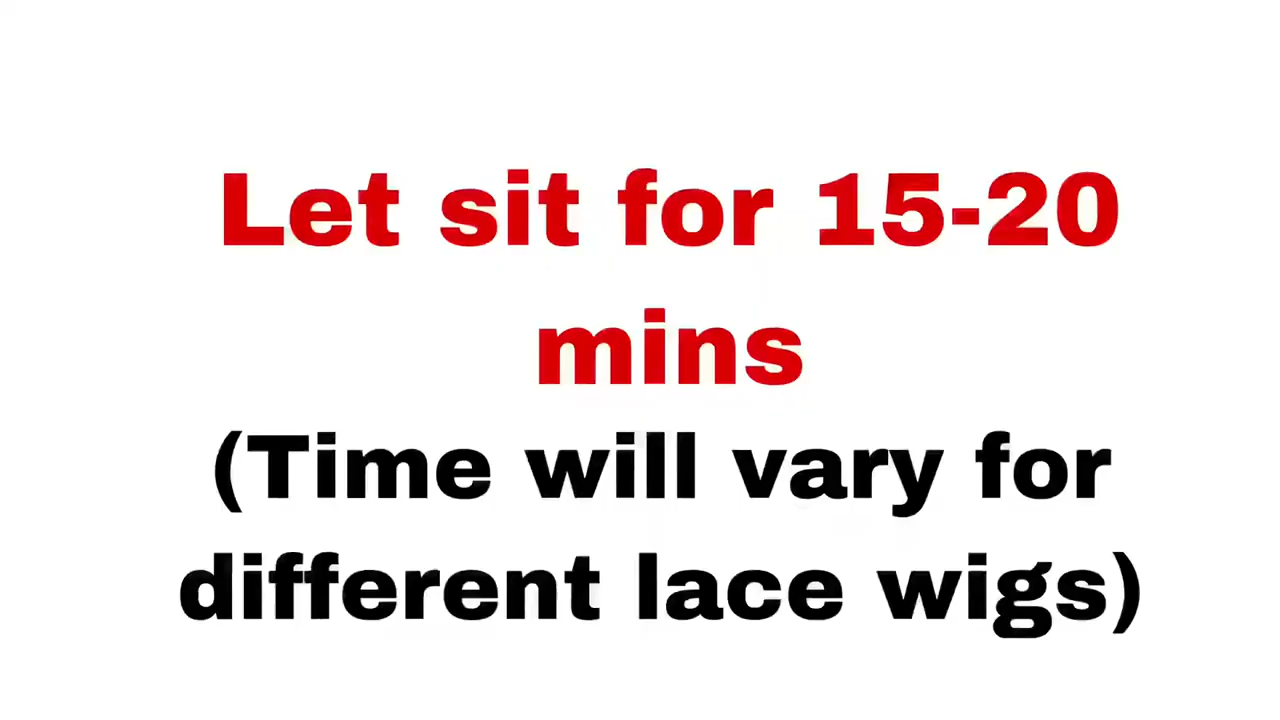 Let sit for 15-20
mins
(Time will vary for
different lace wigs)